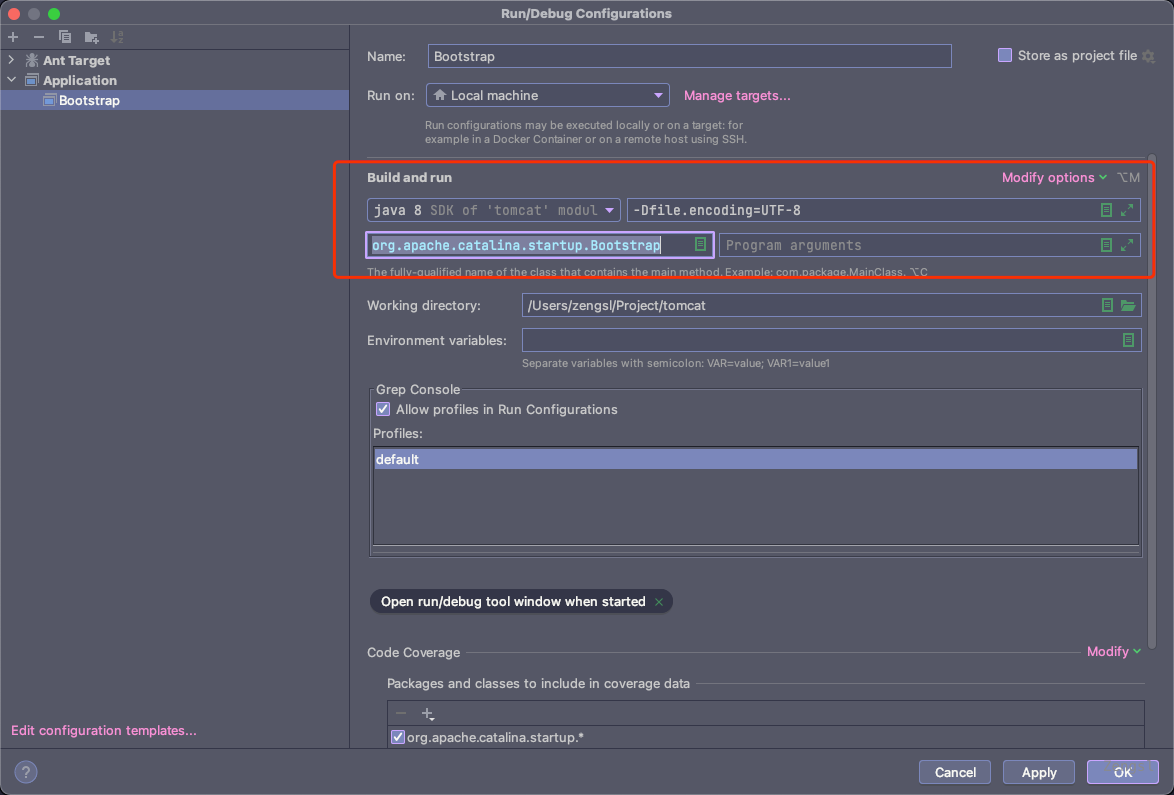 Run/Debug Configurations
Ant Target
Application
Bootstrap
Edit configuration templates...
Name: Bootstrap Store as project file
Run on: Local machine Manage targets...
Run configurations may be executed locally or on a target: for
example in a Docker Container or on a remote host using SSH.
Build and run Modify options ⌥M
java 8 SDK of 'tomcat' modul -Dfile.encoding=UTF-8
org.apache.catalina.startup.Bootstrap Program arguments
The fully-qualified name of the class that contains the main method. Example: com.package.MainClass. ⌥C
Working directory: /Users/zengsl/Project/tomcat
Environment variables:
Separate variables with semicolon: VAR=value; VAR1=value1
Grep Console
Allow profiles in Run Configurations
Profiles:
default
Open run/debug tool window when started ×
Code Coverage Modify
Packages and classes to include in coverage data
org.apache.catalina.startup.*
? Cancel Apply OK